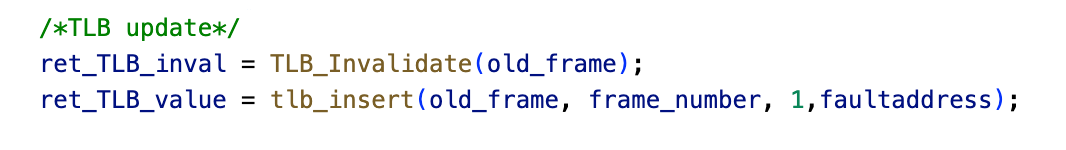 /*TLB update*/
ret_TLB_inval = TLB_Invalidate(old_frame);
ret_TLB_value = tlb_insert(old_frame, frame_number, 1,faultaddress);